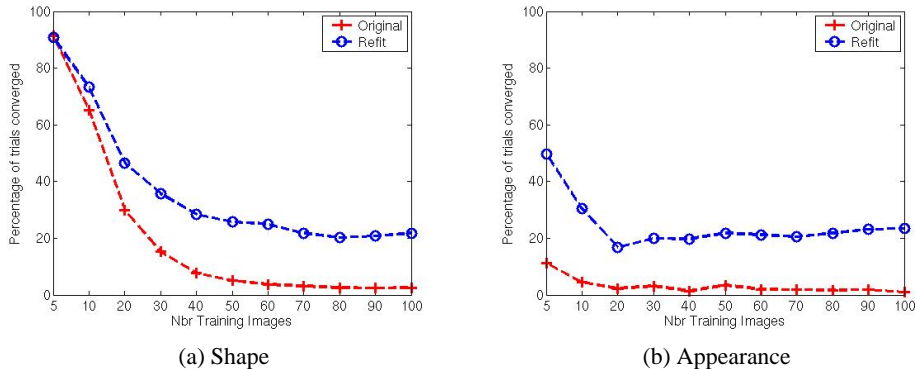 Original
Refit
Percentage of trials converged
100
80
60
40
20
0
5 10 20 30 40 50 60 70 80 90 100
Nbr Training Images
(a) Shape
Original
Refit
Percentage of trials converged
100
80
60
40
20
0
5 10 20 30 40 50 60 70 80 90 100
Nbr Training Images
(b) Appearance